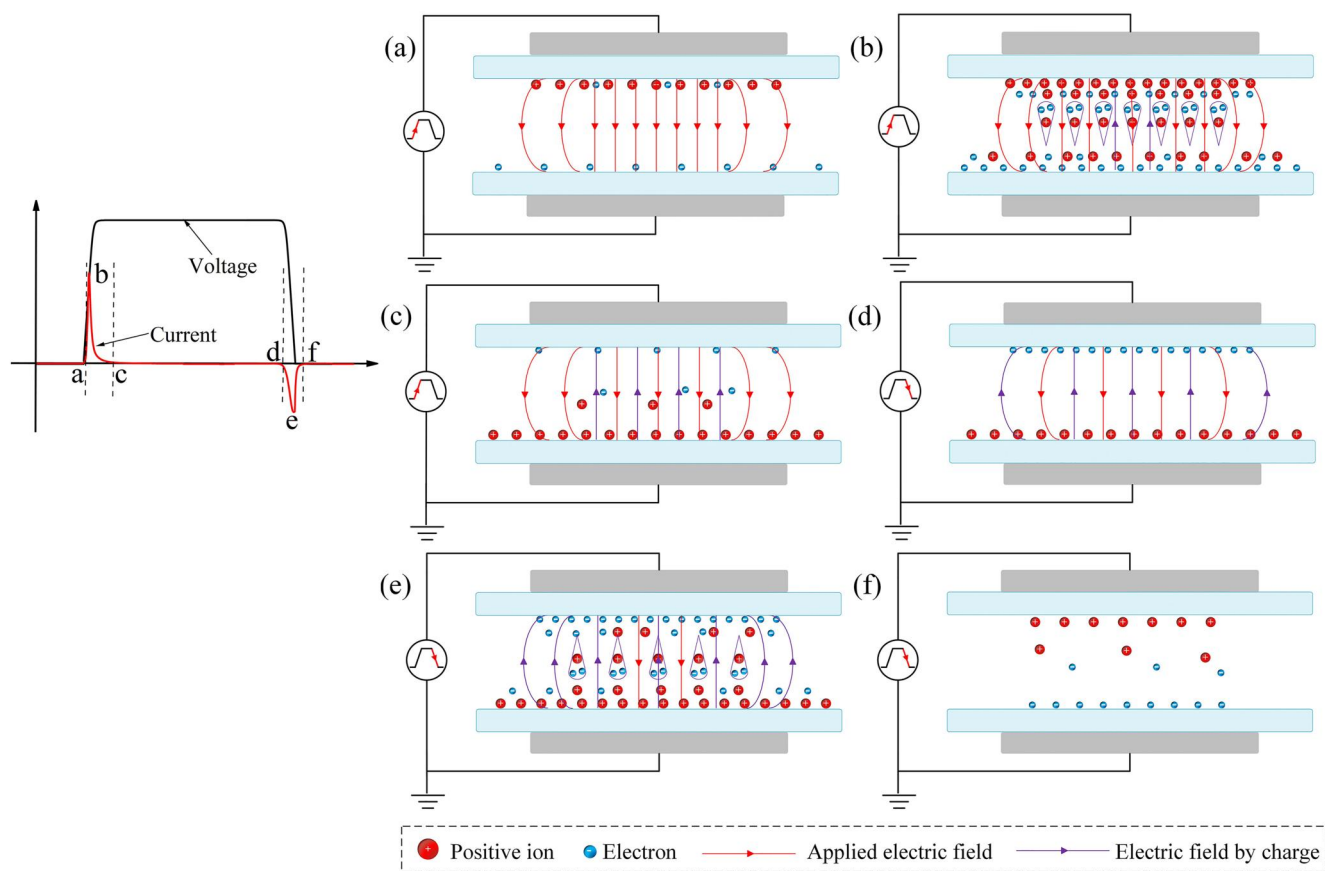 (a)
(b)
Voltage
b
Current
a
c
d
f
e
(c)
(d)
(e)
(f)
Positive ion
Electron
Applied electric field
Electric field by charge